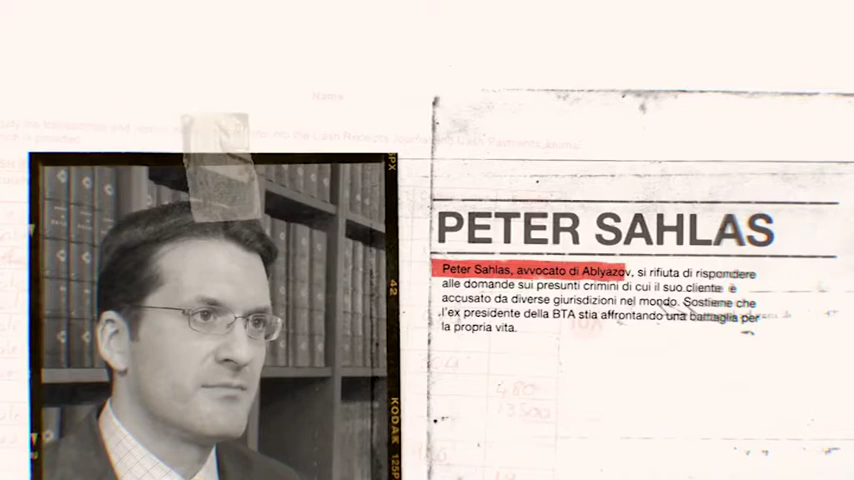 Name
PETER SAHLAS
Peter Sahlas, avvocato di Ablyazov, si rifiuta di rispondere
alle domande sui presunti crimini di cui il suo cliente è
accusato da diverse giurisdizioni nel mondo. Sostiene che
l'ex presidente della BTA stia affrontando una battaglia per
la propria vita.
42
KODAK